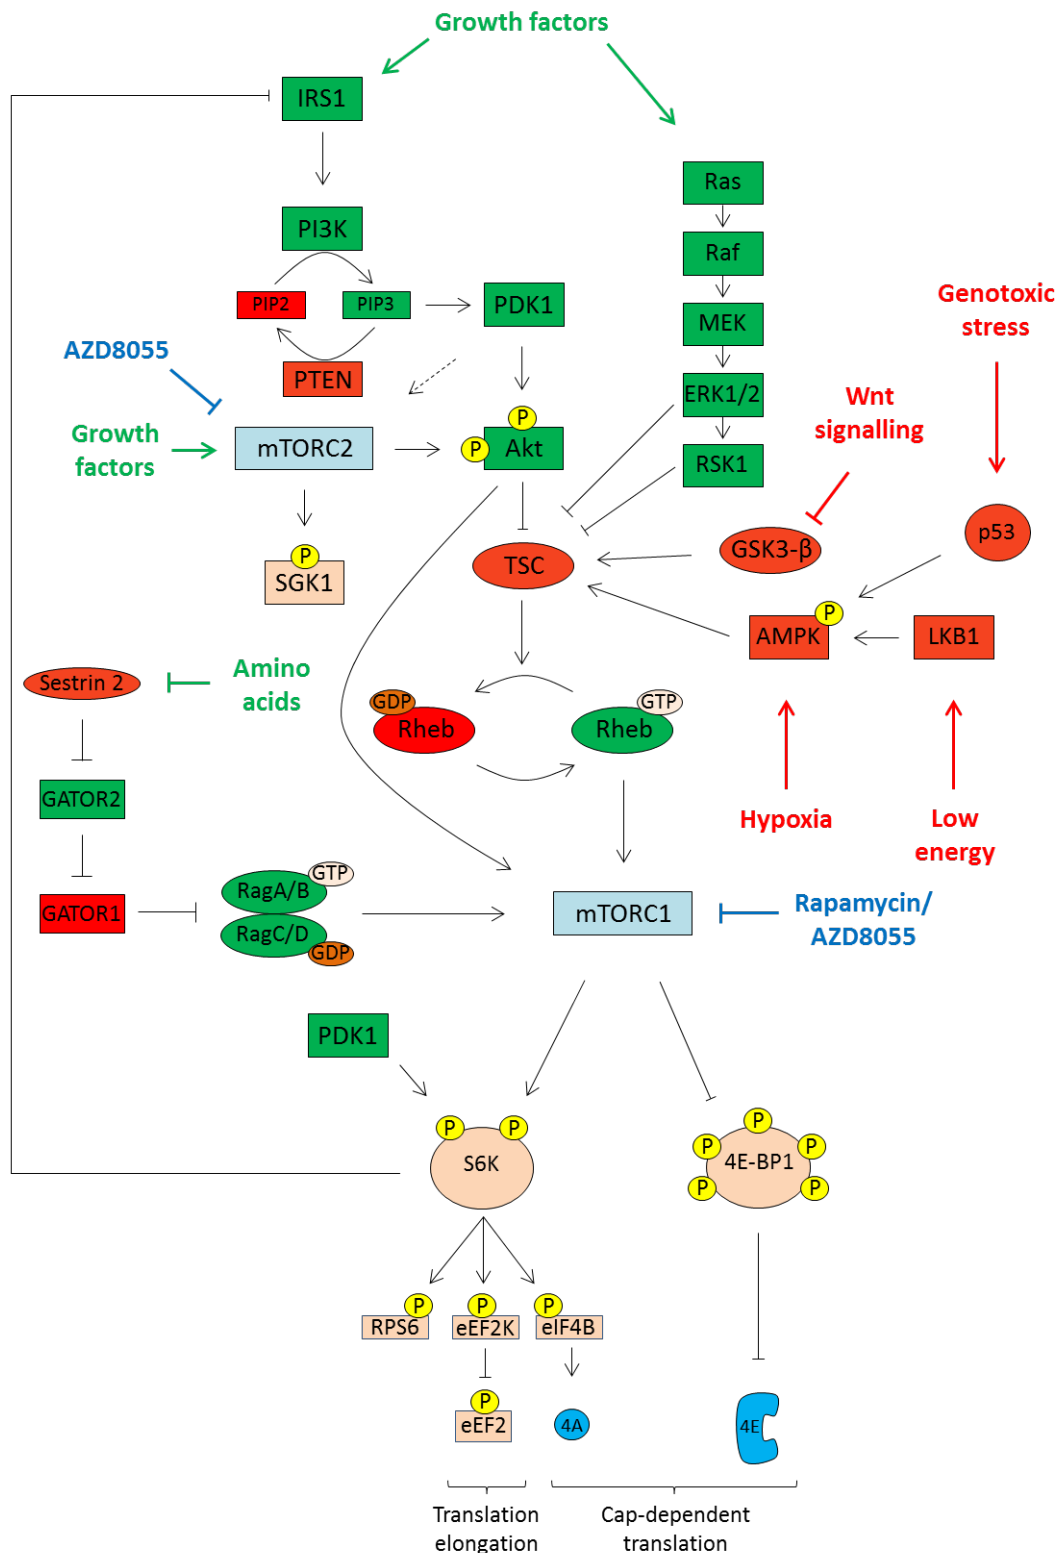 Growth factors
IRS1
Ras
PI3K
Raf
PIP2
PIP3
PDK1
MEK
Genotoxic
stress
AZD8055
PTEN
ERK1/2
Wnt
signalling
P
Growth
factors
mTORC2
P
Akt
RSK1
p53
GSK3-β
P
SGK1
TSC
P
AMPK
LKB1
Sestrin 2
Amino
acids
GDP
Rheb
GTP
Rheb
GATOR2
Hypoxia
Low
energy
GTP
RagA/B
GATOR1
RagC/D
GDP
mTORC1
Rapamycin/
AZD8055
PDK1
P
P
S6K
P
P
P
P
P
4E-BP1
P
RPS6
P
eEF2K
P
eIF4B
P
eEF2
4A
4E
Translation
elongation
Cap-dependent
translation